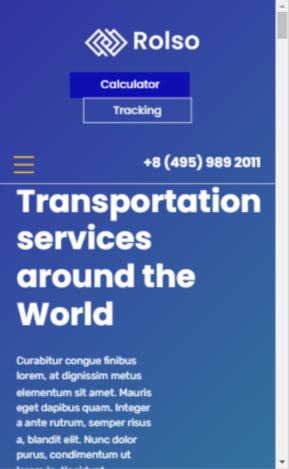 Rolso
Calculator
Tracking
+8 (495) 989 2011
Transportation
services
around the
World
Curabitur congue finibus
lorem, at dignissim metus
elementum sit amet. Mauris
eget dapibus quam. Integer
a ante rutrum, semper risus
a, blandit elit. Nunc dolor
purus, condimentum ut